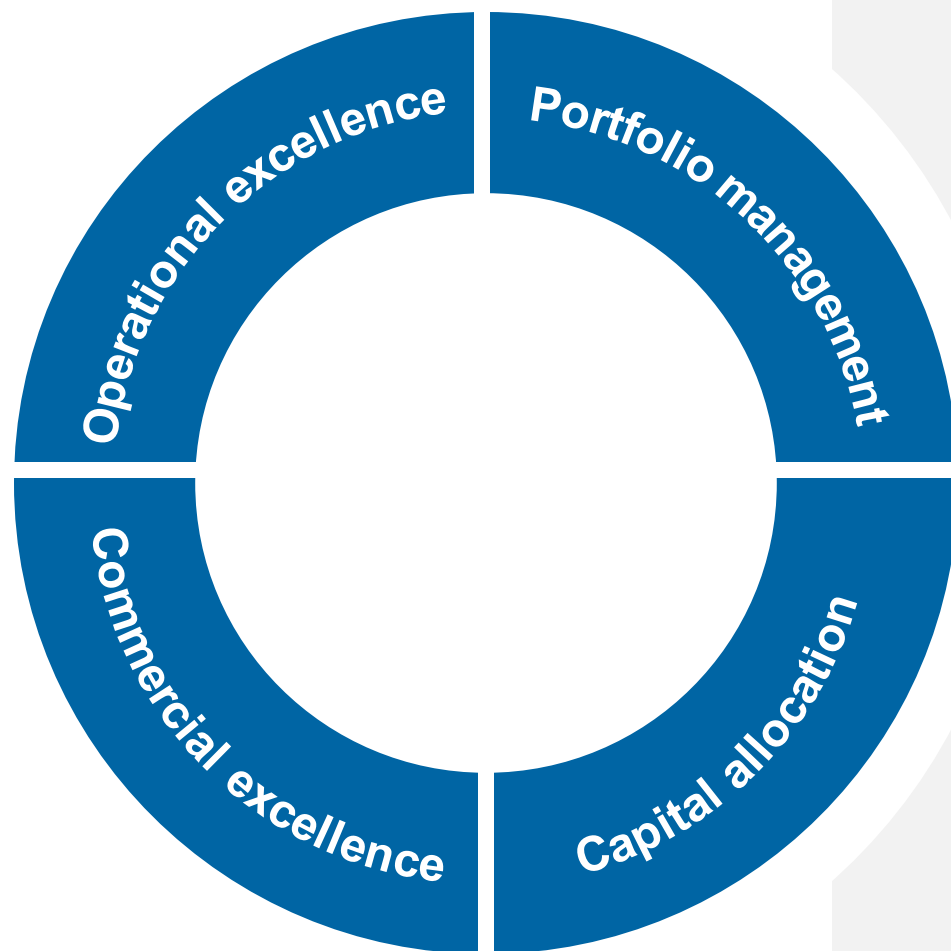 Operational excellence
Portfolio management
Commercial excellence
Capital allocation